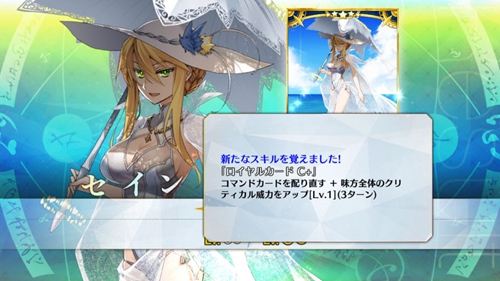 セイン
新たなスキルを覚えました!
『ロイヤルカード C+』
コマンドカードを配り直す + 味方全体のクリ
ティカル威力をアップ[Lv.1](3ターン)